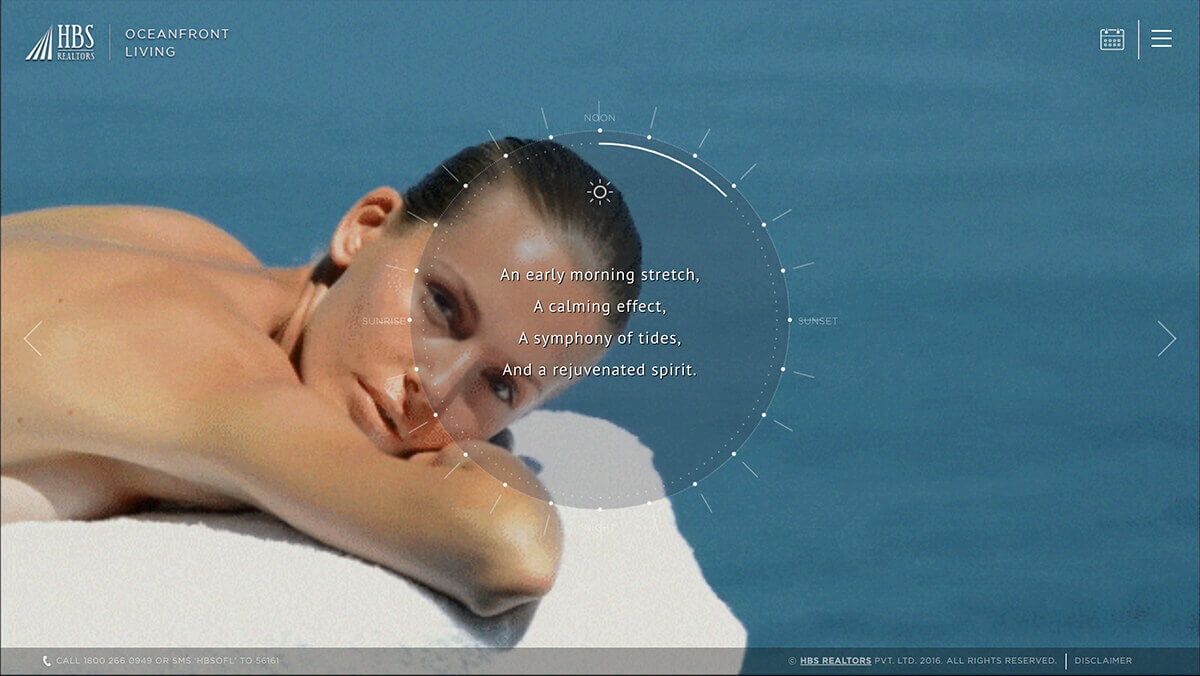 HBS
REALTORS
OCEANFRONT
LIVING
NOON
An early morning stretch,
A calming effect,
SUNRISE
SUNSET
A symphony of tides,
And a rejuvenated spirit.
NIGHT
CALL 1800 266 0949 OR SMS 'HBSOFL' TO 56161
© HBS REALTORS PVT. LTD. 2016. ALL RIGHTS RESERVED.
DISCLAIMER